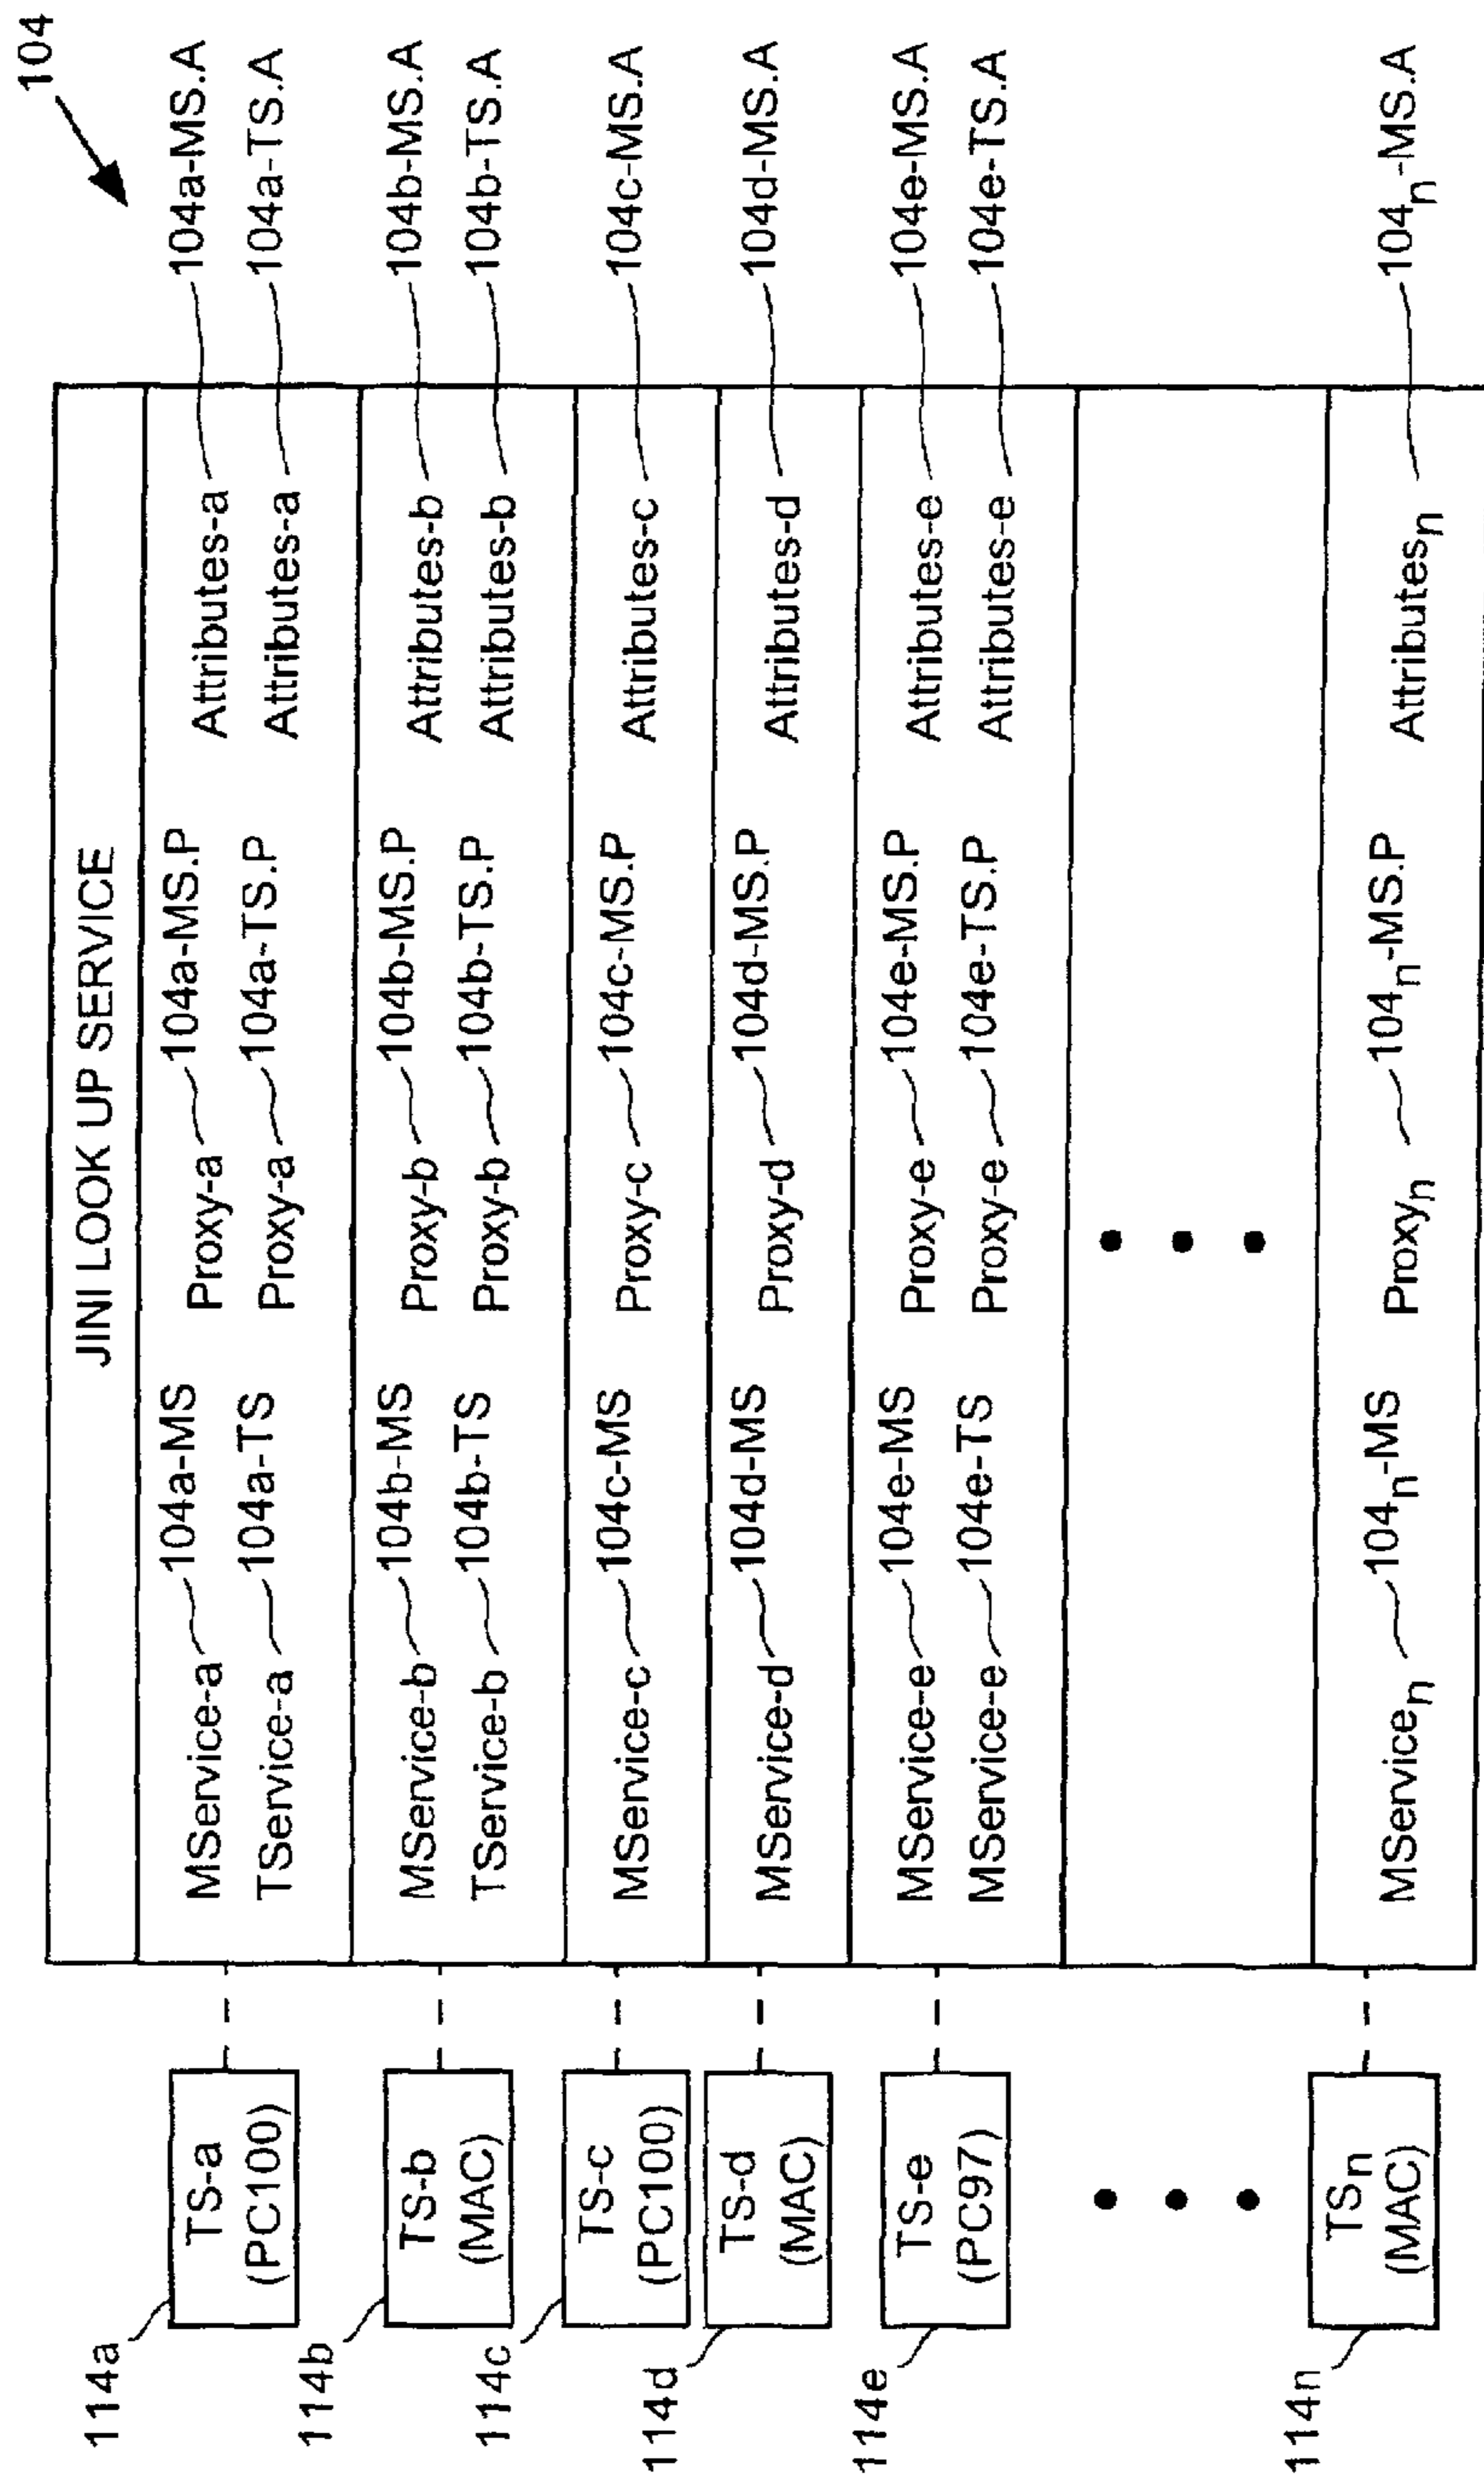 104
JINI LOOK UP SERVICE
114a
TS-a
(PC100)
MService-a 104a-MS Proxy-a 104a-MS.P Attributes-a 104a-MS.A
TService-a 104a-TS Proxy-a 104a-TS.P Attributes-a 104a-TS.A
114b
TS-b
(MAC)
MService-b 104b-MS Proxy-b 104b-MS.P Attributes-b 104b-MS.A
TService-b 104b-TS Proxy-b 104b-TS.P Attributes-b 104b-TS.A
114c
TS-c
(PC100)
MService-c 104c-MS Proxy-c 104c-MS.P Attributes-c 104c-MS.A
114d
TS-d
(MAC)
MService-d 104d-MS Proxy-d 104d-MS.P Attributes-d 104d-MS.A
114e
TS-e
(PC97)
MService-e 104e-MS Proxy-e 104e-MS.P Attributes-e 104e-MS.A
MService-e 104e-TS Proxy-e 104e-TS.P Attributes-e 104e-TS.A
114n
TSn
(MAC)
MServicen 104n-MS Proxyn 104n-MS.P Attributesn 104n-MS.A